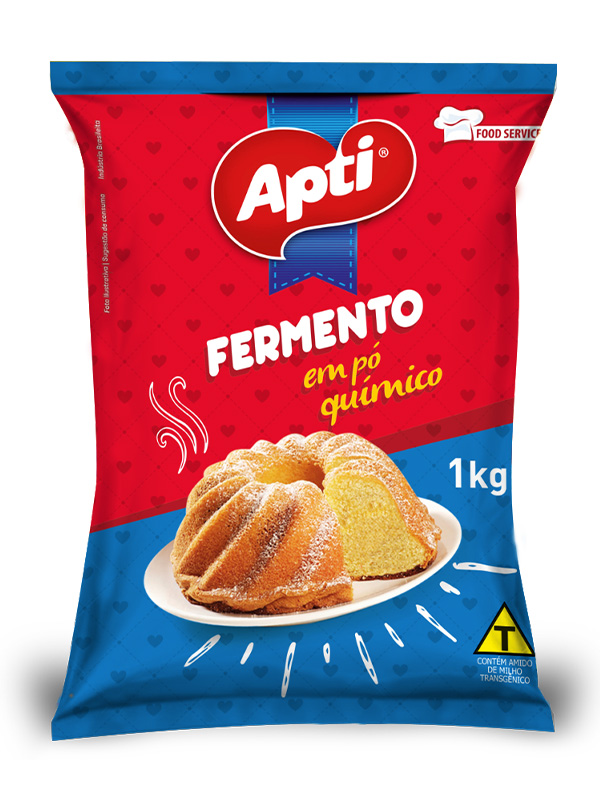 Apti®
FOOD SERVICE
Indústria Brasileira
Foto Ilustrativa | Sugestão de consumo
FERMENTO
em pó
químico
1kg
T
CONTÉM AMIDO
DE MILHO
TRANSGÊNICO